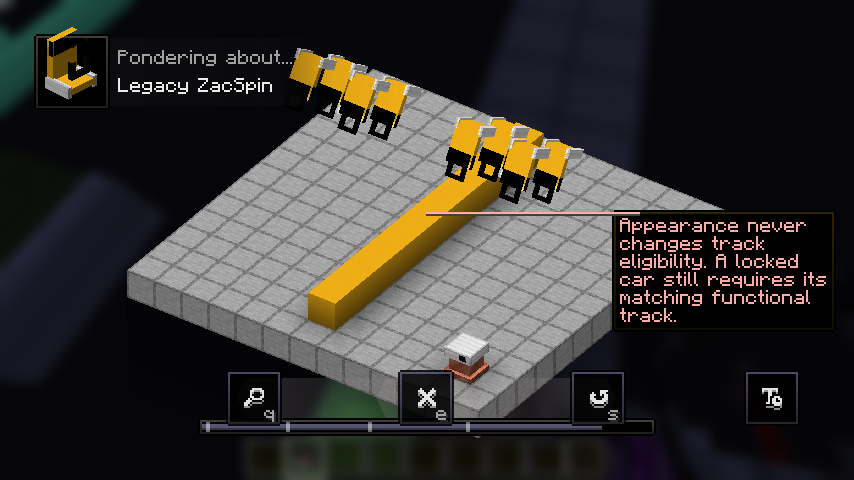 Pondering about...
Legacy ZacSpin
Appearance never
changes track
eligibility. A locked
car still requires its
matching functional
track.
q
e
s